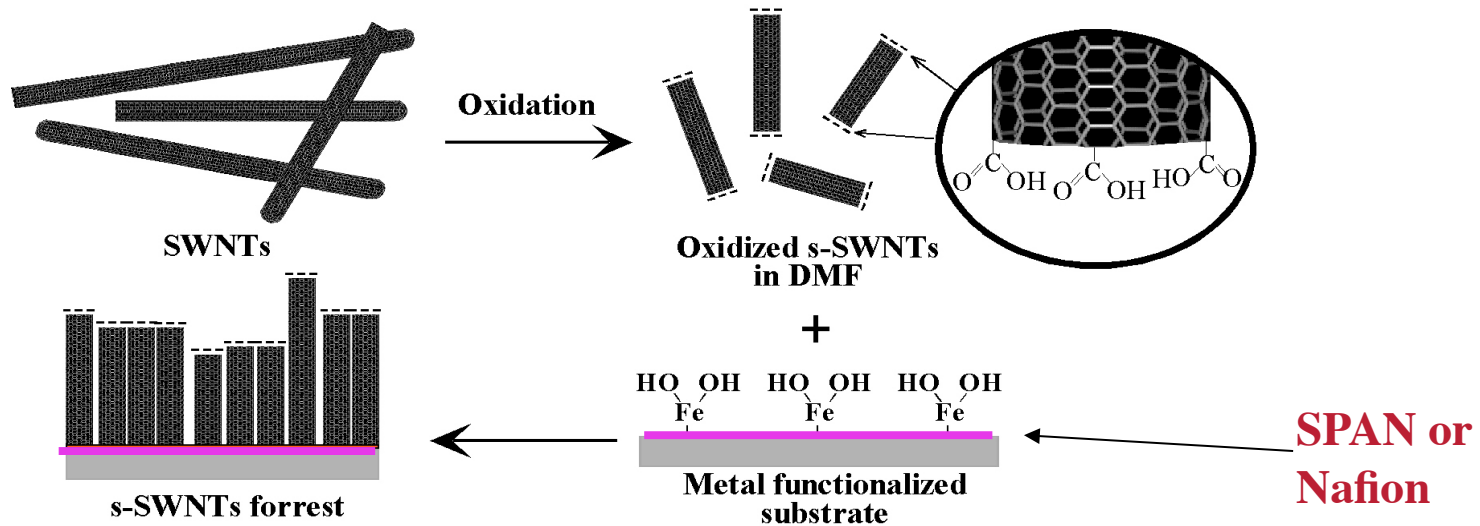 Oxidation
SWNTs
Oxidized s-SWNTs
in DMF
O
C
OH
O
C
OH
HO
C
O
+
HO OH
Fe
HO OH
Fe
HO OH
Fe
Metal functionalized
substrate
SPAN or
Nafion
s-SWNTs forrest